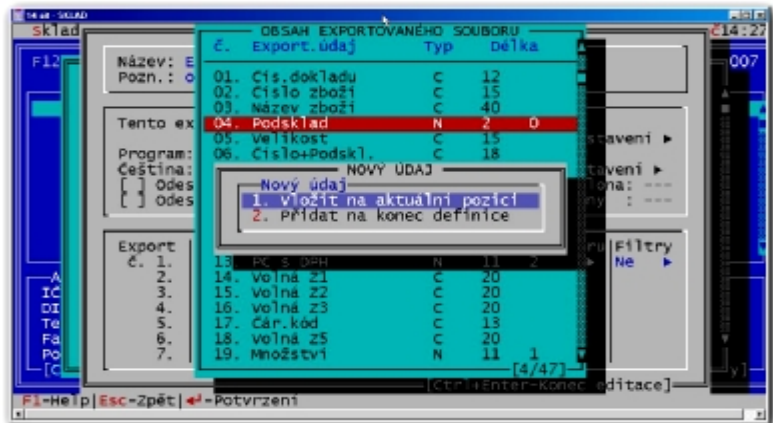 SKLAD
Sklad
14:27
OBSAH EXPORTOVANÉHO SOUBORU
Č. Export.údaj Typ Délka
F12
007
Název: E
Pozn.: o
01. Čís.dokladu C 12
02. Číslo zboží C 15
03. Název zboží C 40
04. Podsklad N 2 0
05. Velikost C 15
06. Číslo+Podskl. C 18
Tento ex
stavení ►
Program:
Čeština:
tavení ►
[ ] Odes
[ ] Odes
NOVÝ ÚDAJ
Nový údaj
1. Vložit na aktuální pozici
2. Přidat na konec definice
Export
Filtry
Č. 1.
Ne ►
2.
3.
4.
5.
6.
7.
13. PC s DPH N 11 2
14. Volná Z1 C 20
15. Volná Z2 C 20
16. Volná Z3 C 20
17. Čár.kód C 13
18. Volná Z5 C 20
19. Množství N 11 1
[4/47]
A
IČ
DI
Te
Fa
Po
[Ctrl+Enter-Konec editace]
F1-Help|Esc-Zpět|-Potvrzení